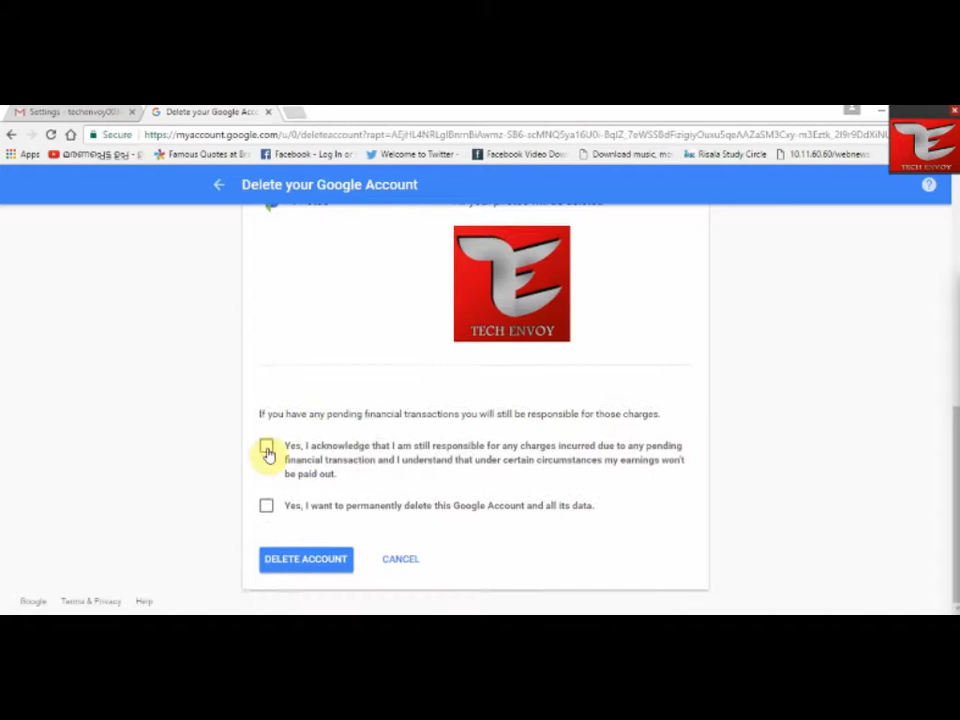 Settings - techenvoy00
Delete your Google Acc
Secure
https://myaccount.google.com/u/0/deleteaccount?rapt=
Apps
Famous Quotes at Br
Facebook - Log In or
Welcome to Twitter -
Facebook Video Dow
Download music, mo
Risala Study Circle
10.11.60.60/webnew
TECH ENVOY
Delete your Google Account
TECH ENVOY
If you have any pending financial transactions you will still be responsible for those charges.
Yes, I acknowledge that I am still responsible for any charges incurred due to any pending
financial transaction and I understand that under certain circumstances my earnings won't
be paid out.
Yes, I want to permanently delete this Google Account and all its data.
DELETE ACCOUNT
CANCEL
Google
Terms & Privacy
Help